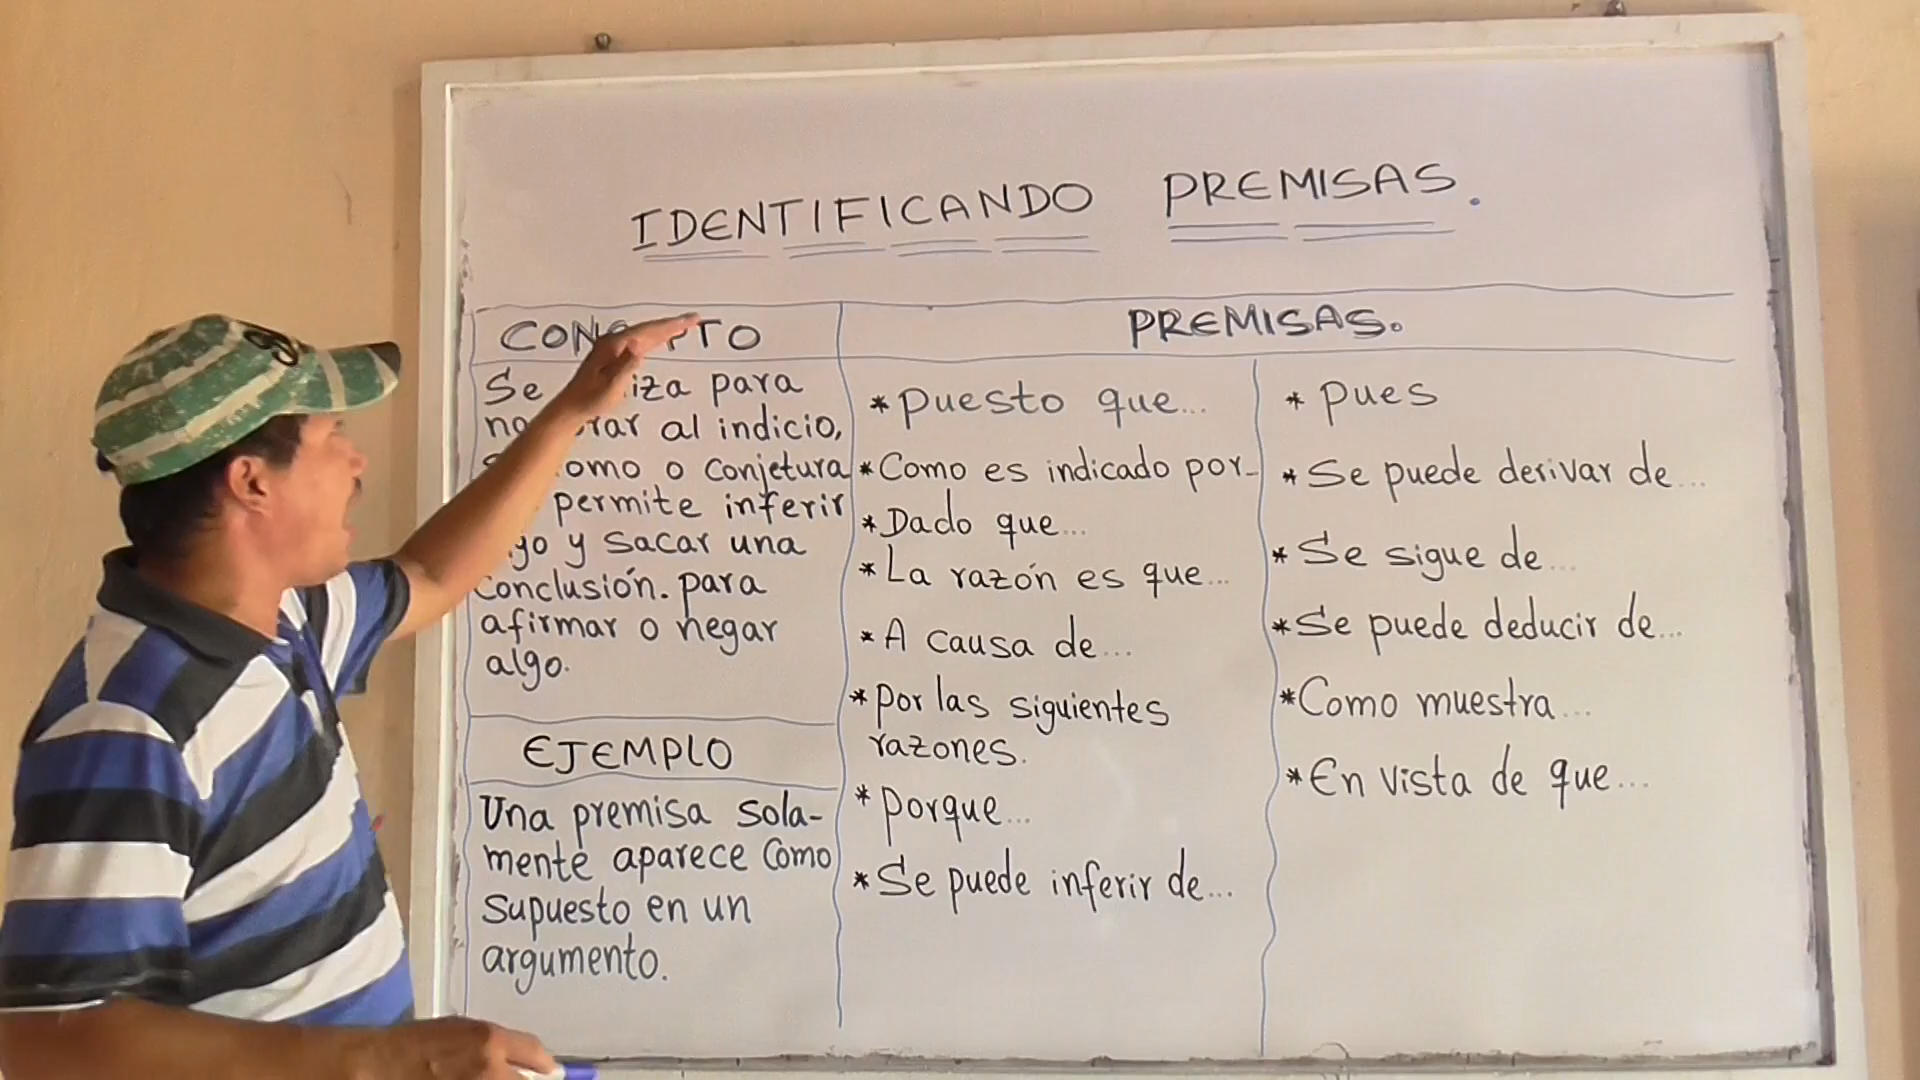 IDENTIFICANDO PREMISAS.
CONCEPTO
Se para
al indicio,
o conjetura
permite inferir
y sacar una
conclusión. para
afirmar o negar
algo.
EJEMPLO
Una premisa sola-
mente aparece como
supuesto en un
argumento.
PREMISAS.
* puesto que...
* Como es indicado por-
* Dado que...
* La razón es que...
* A causa de...
* por las siguientes
razones.
* porque...
* Se puede inferir de...
* pues
* Se puede derivar de...
* Se sigue de...
* Se puede deducir de...
* Como muestra...
* En vista de que...